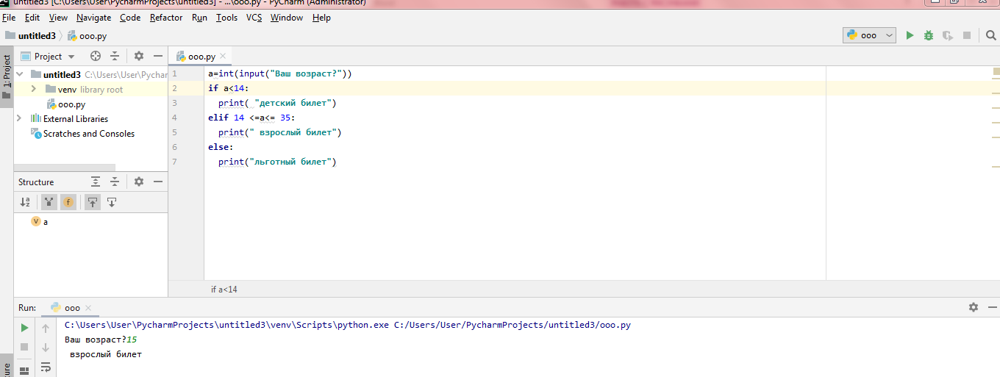 untitled3 [C:\Users\User\PycharmProjects\untitled3] - ...\ooo.py - PyCharm (Administrator)
File Edit View Navigate Code Refactor Run Tools VCS Window Help
untitled3 ooo.py ooo
1: Project
Project
untitled3 C:\Users\User\Pychar
venv library root
ooo.py
External Libraries
Scratches and Consoles
Structure
a
ooo.py
1 a=int(input("Ваш возраст?"))
2 if a<14:
3 print( "детский билет")
4 elif 14 <=a<= 35:
5 print(" взрослый билет")
6 else:
7 print("льготный билет")
if a<14
Run: ooo
C:\Users\User\PycharmProjects\untitled3\venv\Scripts\python.exe C:/Users/User/PycharmProjects/untitled3/ooo.py
Ваш возраст?15
взрослый билет